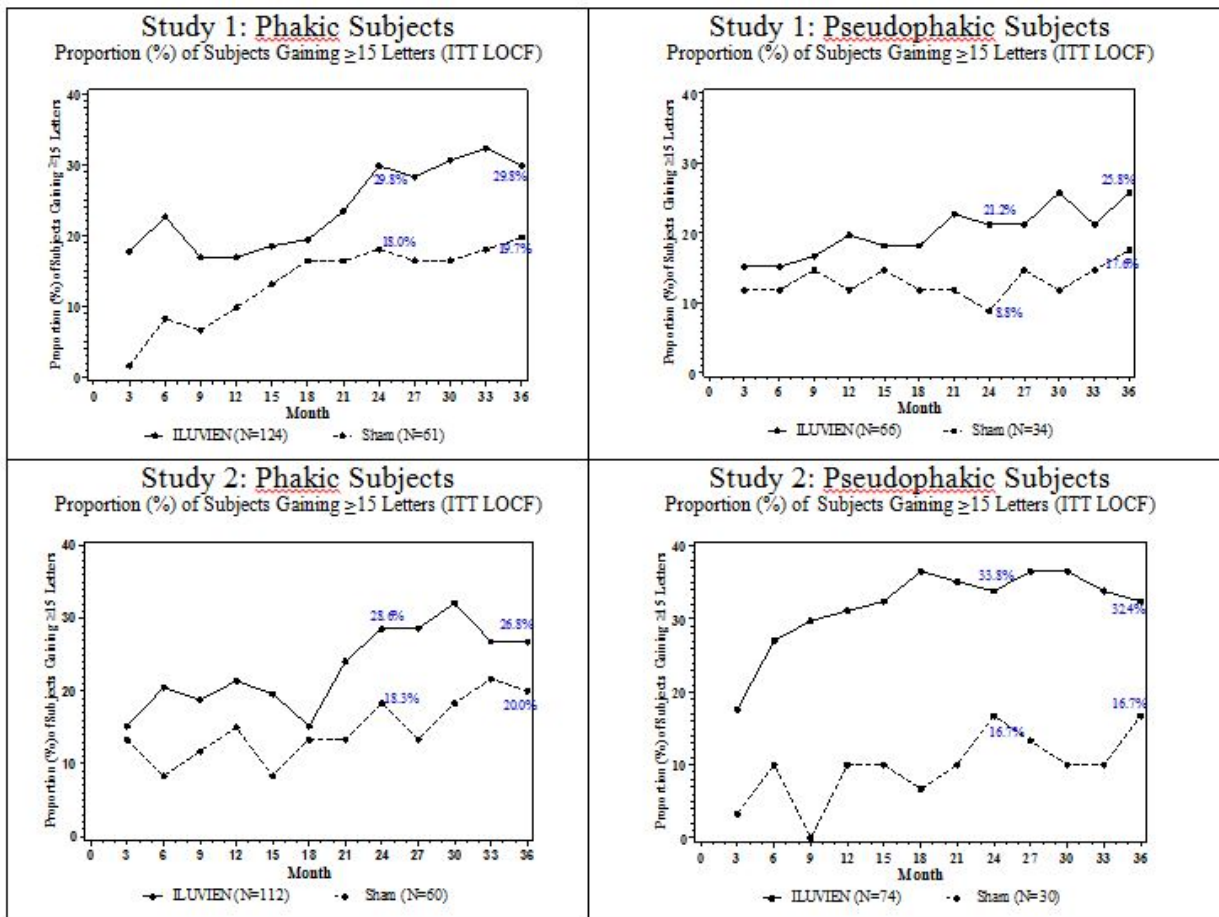 Study 1: Phakic Subjects
Proportion (%) of Subjects Gaining ≥15 Letters (ITT LOCF)
Proportion (%) of Subjects Gaining ≥15 Letters
40
30
20
10
0
29.8%
29.8%
18.0%
19.7%
0 3 6 9 12 15 18 21 24 27 30 33 36
Month
ILUVIEN (N=124) Sham (N=61)
Study 1: Pseudophakic Subjects
Proportion (%) of Subjects Gaining ≥15 Letters (ITT LOCF)
Proportion (%) of Subjects Gaining ≥15 Letters
40
30
20
10
0
25.8%
21.2%
17.6%
8.8%
0 3 6 9 12 15 18 21 24 27 30 33 36
Month
ILUVIEN (N=66) Sham (N=34)
Study 2: Phakic Subjects
Proportion (%) of Subjects Gaining ≥15 Letters (ITT LOCF)
Proportion (%) of Subjects Gaining ≥15 Letters
40
30
20
10
0
28.6%
26.8%
18.3%
20.0%
0 3 6 9 12 15 18 21 24 27 30 33 36
Month
ILUVIEN (N=112) Sham (N=60)
Study 2: Pseudophakic Subjects
Proportion (%) of Subjects Gaining ≥15 Letters (ITT LOCF)
Proportion (%) of Subjects Gaining ≥15 Letters
40
30
20
10
0
33.8%
32.4%
16.7%
16.7%
0 3 6 9 12 15 18 21 24 27 30 33 36
Month
ILUVIEN (N=74) Sham (N=30)